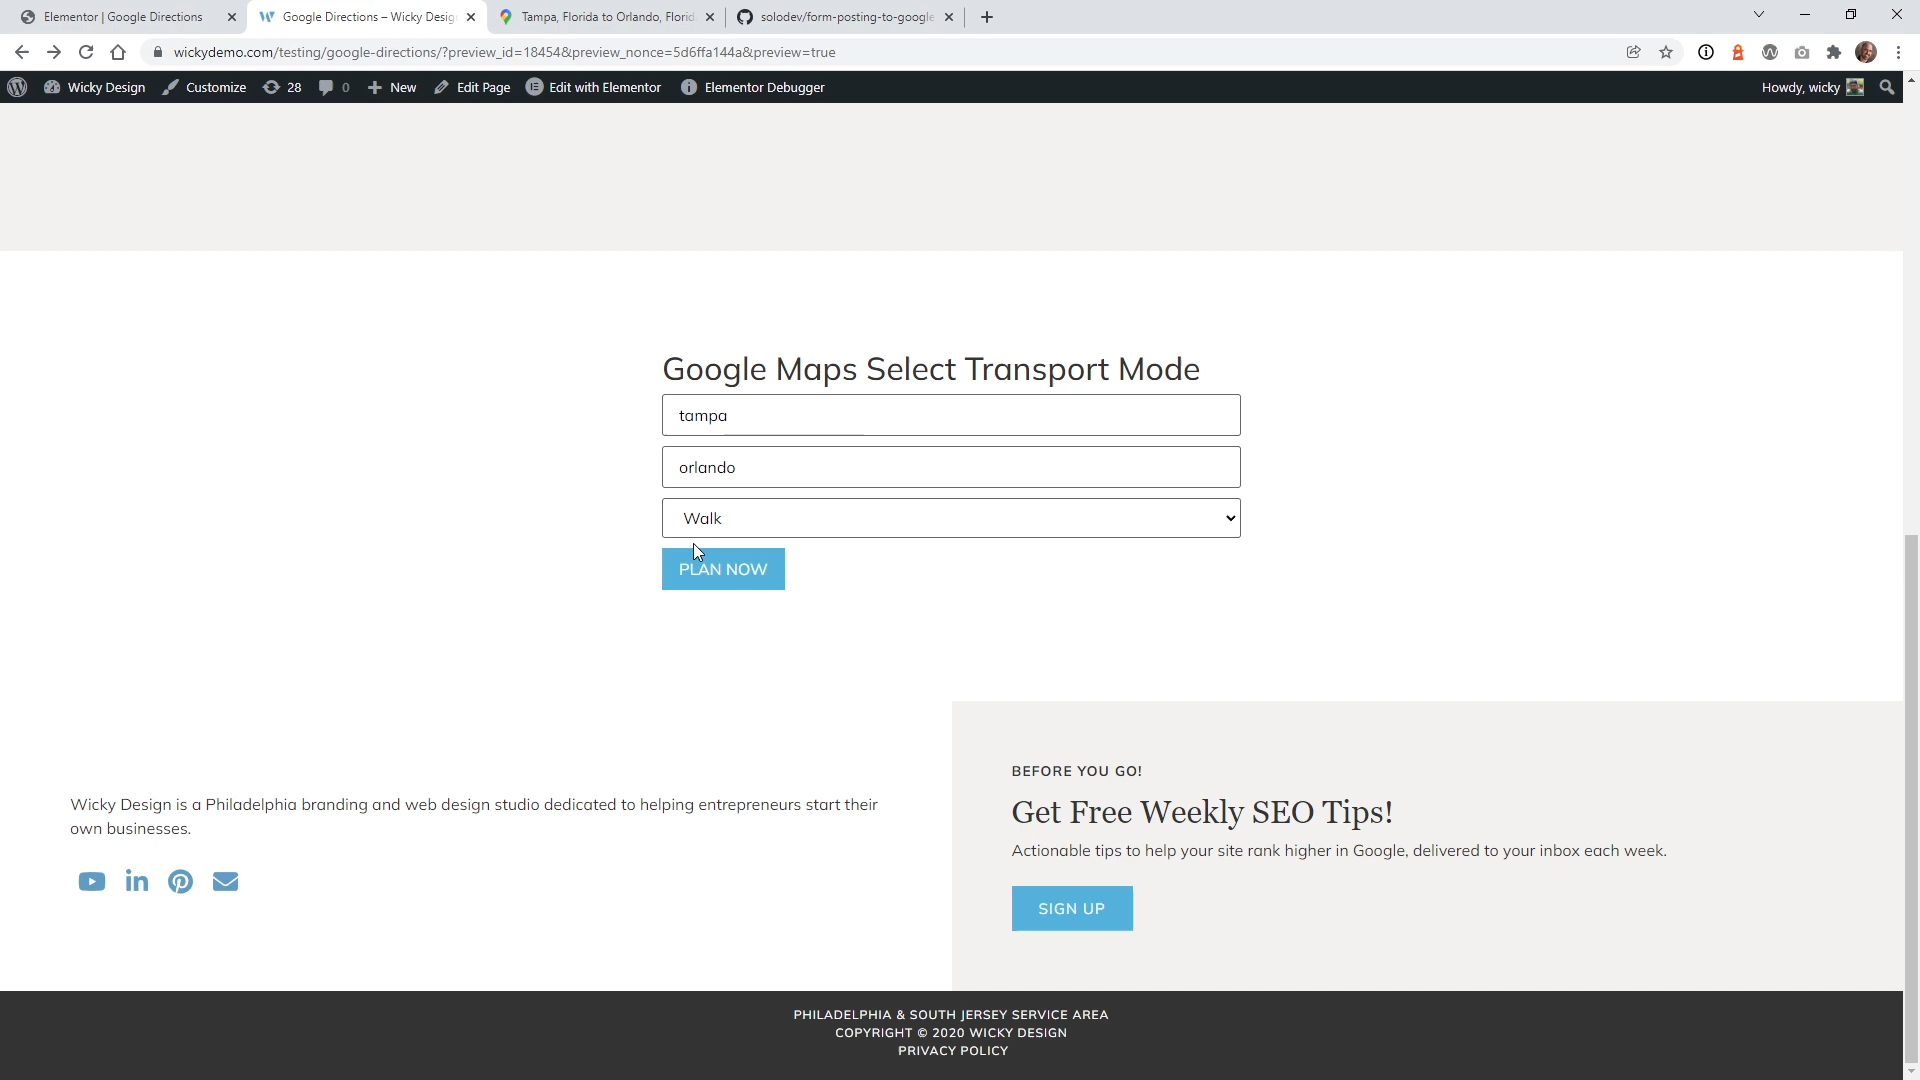 Elementor | Google Directions
Google Directions – Wicky Desig
Tampa, Florida to Orlando, Florid
solodev/form-posting-to-google
wickydemo.com/testing/google-directions/?preview_id=18454&preview_nonce=5d6ffa144a&preview=true
Wicky Design
Customize
28
0
New
Edit Page
Edit with Elementor
Elementor Debugger
Howdy, wicky
Google Maps Select Transport Mode
tampa
orlando
Walk
PLAN NOW
Wicky Design is a Philadelphia branding and web design studio dedicated to helping entrepreneurs start their
own businesses.
BEFORE YOU GO!
Get Free Weekly SEO Tips!
Actionable tips to help your site rank higher in Google, delivered to your inbox each week.
SIGN UP
PHILADELPHIA & SOUTH JERSEY SERVICE AREA
COPYRIGHT © 2020 WICKY DESIGN
PRIVACY POLICY